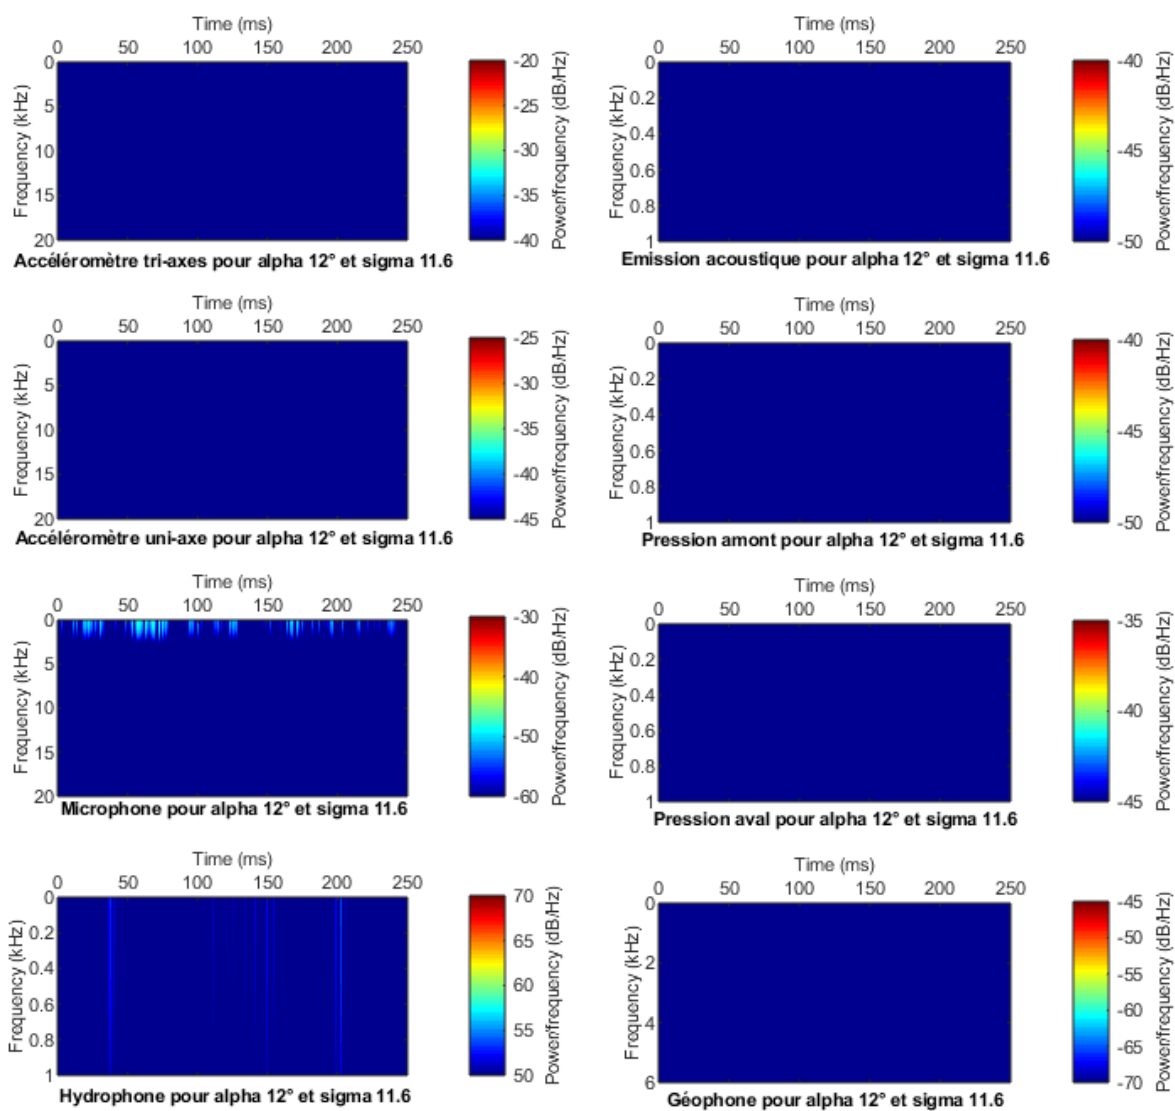 Time (ms)
0 50 100 150 200 250
Frequency (kHz)
0
5
10
15
20
-20
-25
-30
-35
-40
Power/frequency (dB/Hz)
Accéléromètre tri-axes pour alpha 12° et sigma 11.6
Time (ms)
0 50 100 150 200 250
Frequency (kHz)
0
0.2
0.4
0.6
0.8
1
-40
-45
-50
Power/frequency (dB/Hz)
Emission acoustique pour alpha 12° et sigma 11.6
Time (ms)
0 50 100 150 200 250
Frequency (kHz)
0
5
10
15
20
-25
-30
-35
-40
-45
Power/frequency (dB/Hz)
Accéléromètre uni-axe pour alpha 12° et sigma 11.6
Time (ms)
0 50 100 150 200 250
Frequency (kHz)
0
0.2
0.4
0.6
0.8
1
-40
-45
-50
Power/frequency (dB/Hz)
Pression amont pour alpha 12° et sigma 11.6
Time (ms)
0 50 100 150 200 250
Frequency (kHz)
0
5
10
15
20
-30
-40
-50
-60
Power/frequency (dB/Hz)
Microphone pour alpha 12° et sigma 11.6
Time (ms)
0 50 100 150 200 250
Frequency (kHz)
0
0.2
0.4
0.6
0.8
1
-35
-40
-45
Power/frequency (dB/Hz)
Pression aval pour alpha 12° et sigma 11.6
Time (ms)
0 50 100 150 200 250
Frequency (kHz)
0
0.2
0.4
0.6
0.8
1
70
65
60
55
50
Power/frequency (dB/Hz)
Hydrophone pour alpha 12° et sigma 11.6
Time (ms)
0 50 100 150 200 250
Frequency (kHz)
0
2
4
6
-45
-50
-55
-60
-65
-70
Power/frequency (dB/Hz)
Géophone pour alpha 12° et sigma 11.6